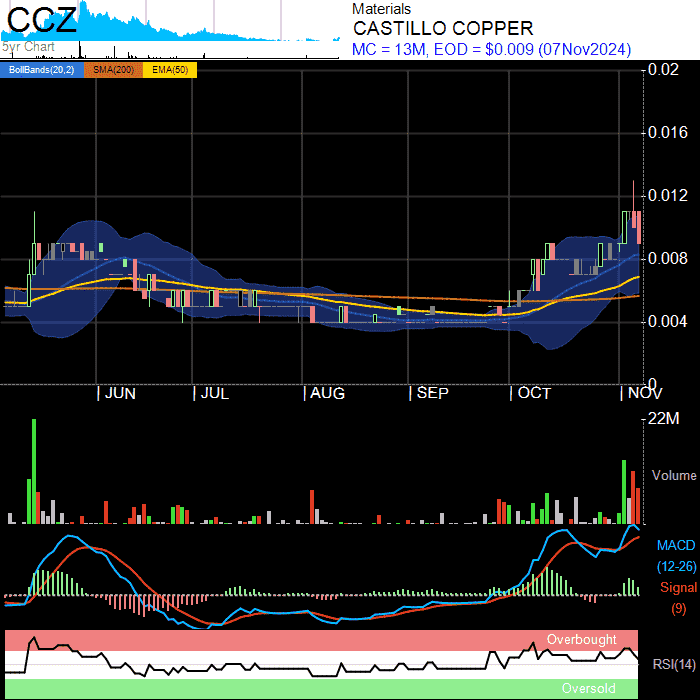 CCZ
5yr Chart
Materials
CASTILLO COPPER
MC = 13M, EOD = $0.009 (07Nov2024)
BollBands(20,2) SMA(200) EMA(50)
0.02
0.016
0.012
0.008
0.004
0
JUN JUL AUG SEP OCT NOV
22M
Volume
MACD
(12-26)
Signal
(9)
Overbought
RSI(14)
Oversold